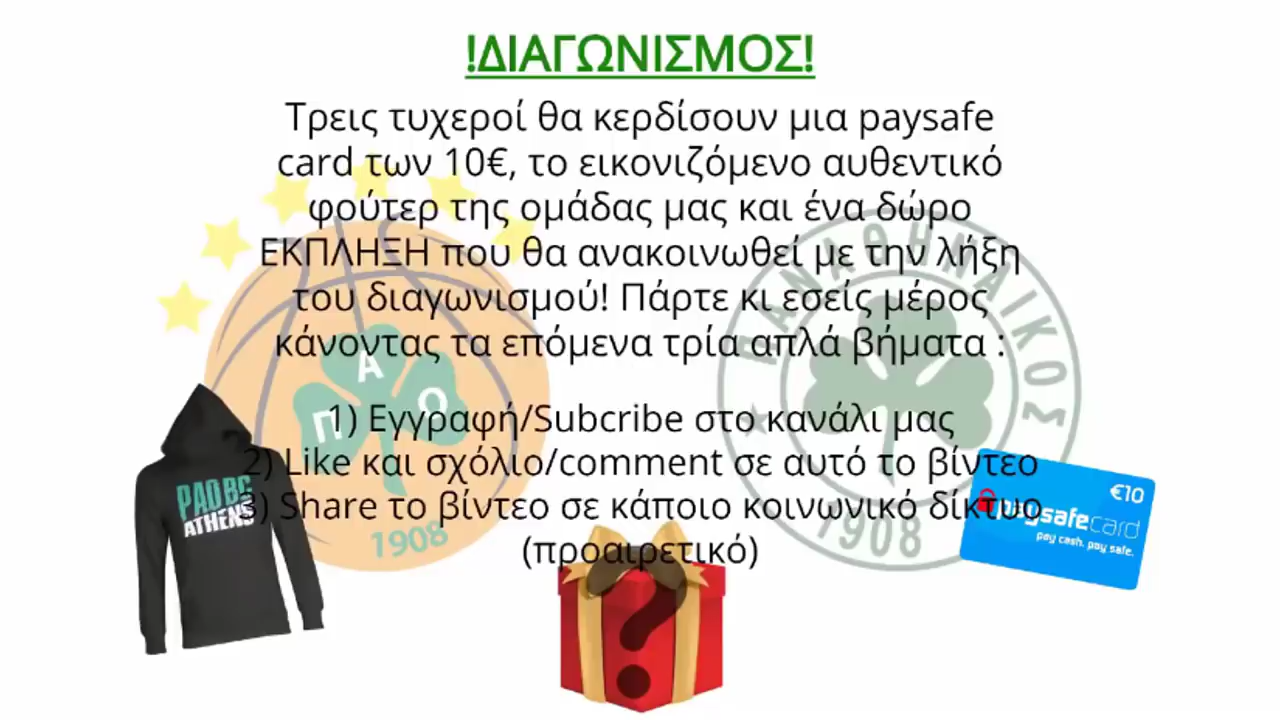 !ΔΙΑΓΩΝΙΣΜΟΣ!
Τρεις τυχεροί θα κερδίσουν μια paysafe
card των 10€, το εικονιζόμενο αυθεντικό
φούτερ της ομάδας μας και ένα δώρο
ΕΚΠΛΗΞΗ που θα ανακοινωθεί με την λήξη
του διαγωνισμού! Πάρτε κι εσείς μέρος
κάνοντας τα επόμενα τρία απλά βήματα :
1) Εγγραφή/Subcribe στο κανάλι μας
2) Like και σχόλιο/comment σε αυτό το βίντεο
3) Share το βίντεο σε κάποιο κοινωνικό δίκτυο
(προαιρετικό)
Π Α Ο
1908
ΠΑΝΑΘΗΝΑΙΚΟΣ
1908
PAO BC
ATHENS
€10
paysafecard
pay cash. pay safe.
?